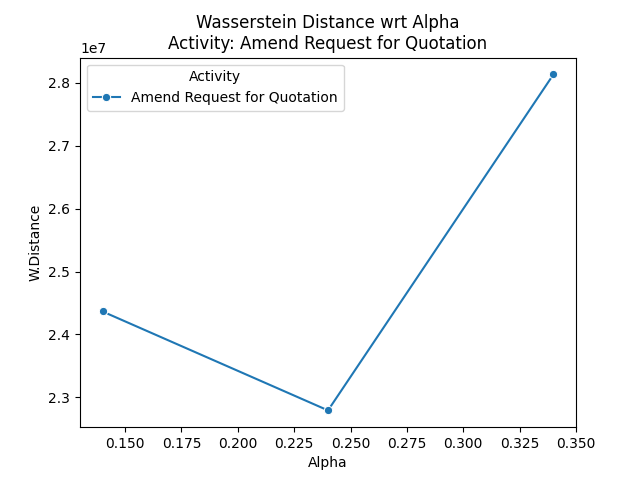 Wasserstein Distance wrt Alpha
Activity: Amend Request for Quotation
1e7
Activity
Amend Request for Quotation
2.8
2.7
2.6
2.5
2.4
2.3
W.Distance
0.150 0.175 0.200 0.225 0.250 0.275 0.300 0.325 0.350
Alpha